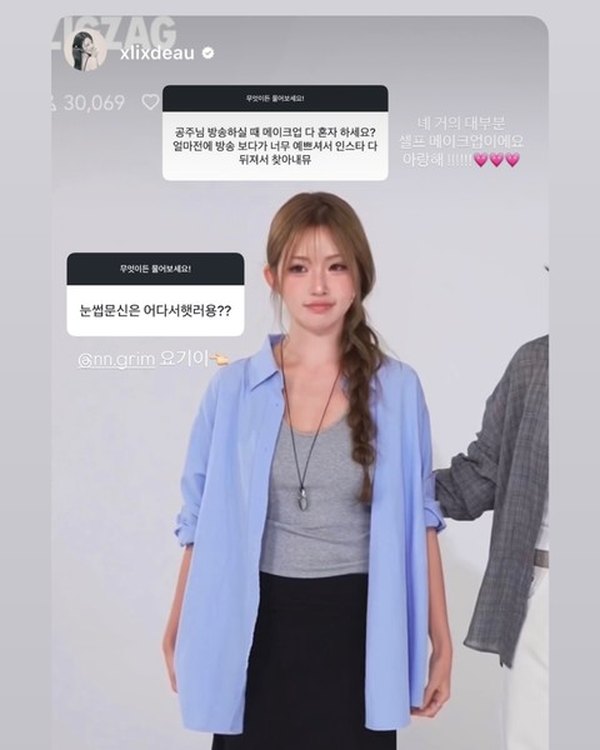 ZIGZAG
xlixdeau
30,069
무엇이든 물어보세요!
공주님 방송하실 때 메이크업 다 혼자 하세요?
얼마전에 방송 보다가 너무 예쁘셔서 인스타 다
뒤져서 찾아내뮤
네 거의 대부분
셀프 메이크업이에요
아랑해 !!!!!!💗💗💗
무엇이든 물어보세요!
눈썹문신은 어다서햇러용??
@nn.grim 요기이👈🏻